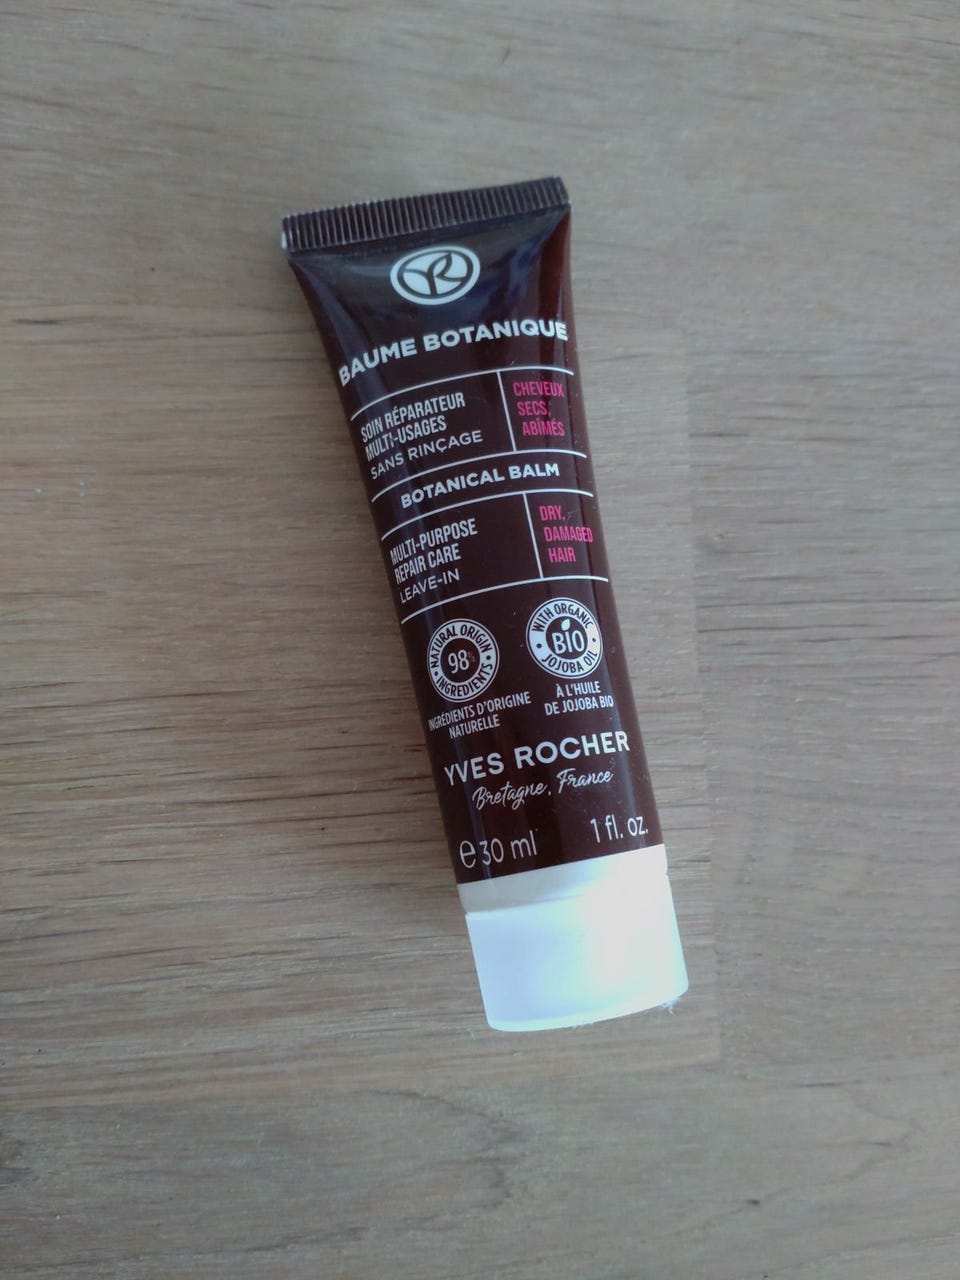 YR
BAUME BOTANIQUE
SOIN RÉPARATEUR
MULTI-USAGES
SANS RINÇAGE
CHEVEUX
SECS,
ABÎMÉS
BOTANICAL BALM
MULTI-PURPOSE
REPAIR CARE
LEAVE-IN
DRY,
DAMAGED
HAIR
NATURAL ORIGIN
98%
INGREDIENTS
INGRÉDIENTS D'ORIGINE
NATURELLE
WITH ORGANIC
BIO
JOJOBA OIL
À L'HUILE
DE JOJOBA BIO
YVES ROCHER
Bretagne, France
e 30 ml 1 fl. oz.